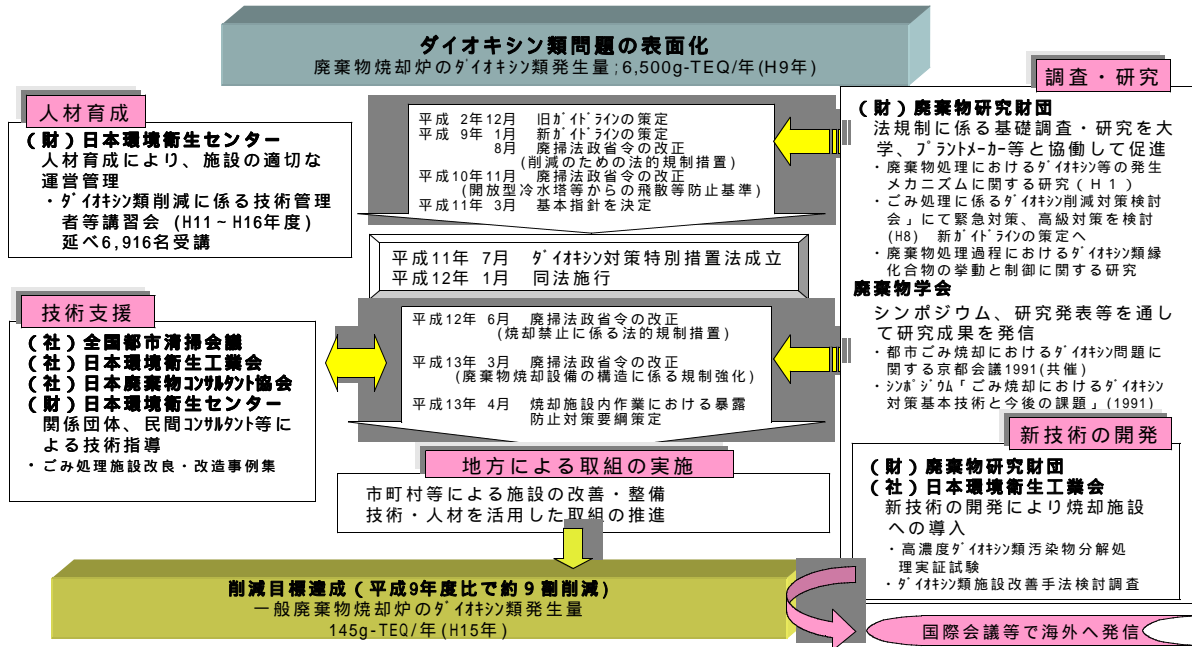 ダイオキシン類問題の表面化
廃棄物焼却炉のﾀﾞｲｵｷｼﾝ類発生量;6,500g-TEQ/年(H9年)
人材育成
(財)日本環境衛生センター
人材育成により、施設の適切な
運営管理
・ﾀﾞｲｵｷｼﾝ類削減に係る技術管理
者等講習会 (H11~H16年度)
延べ6,916名受講
平成 2年12月 旧ｶﾞｲﾄﾞﾗｲﾝの策定
平成 9年 1月 新ｶﾞｲﾄﾞﾗｲﾝの策定
8月 廃掃法政省令の改正
(削減のための法的規制措置)
平成10年11月 廃掃法政省令の改正
(開放型冷水塔等からの飛散等防止基準)
平成11年 3月 基本指針を決定
平成11年 7月 ﾀﾞｲｵｷｼﾝ対策特別措置法成立
平成12年 1月 同法施行
技術支援
(社)全国都市清掃会議
(社)日本環境衛生工業会
(社)日本廃棄物ｺﾝｻﾙﾀﾝﾄ協会
(財)日本環境衛生センター
関係団体、民間ｺﾝｻﾙﾀﾝﾄ等に
よる技術指導
・ごみ処理施設改良・改造事例集
平成12年 6月 廃掃法政省令の改正
(焼却禁止に係る法的規制措置)
平成13年 3月 廃掃法政省令の改正
(廃棄物焼却設備の構造に係る規制強化)
平成13年 4月 焼却施設内作業における暴露
防止対策要綱策定
調査・研究
(財)廃棄物研究財団
法規制に係る基礎調査・研究を大
学、ﾌﾟﾗﾝﾄﾒｰｶｰ等と協働して促進
・廃棄物処理におけるﾀﾞｲｵｷｼﾝ等の発生
メカニズムに関する研究(H1)
・ごみ処理に係るﾀﾞｲｵｷｼﾝ削減対策検討
会」にて緊急対策、高級対策を検討
(H8) 新ｶﾞｲﾄﾞﾗｲﾝの策定へ
・廃棄物処理過程におけるﾀﾞｲｵｷｼﾝ類縁
化合物の挙動と制御に関する研究
廃棄物学会
シンポジウム、研究発表等を通し
て研究成果を発信
・都市ごみ焼却におけるﾀﾞｲｵｷｼﾝ問題に
関する京都会議1991(共催)
・ｼﾝﾎﾟｼﾞｳﾑ「ごみ焼却におけるﾀﾞｲｵｷｼﾝ
対策基本技術と今後の課題」(1991)
新技術の開発
(財)廃棄物研究財団
(社)日本環境衛生工業会
新技術の開発により焼却施設
への導入
・高濃度ﾀﾞｲｵｷｼﾝ類汚染物分解処
理実証試験
・ﾀﾞｲｵｷｼﾝ類施設改善手法検討調査
地方による取組の実施
市町村等による施設の改善・整備
技術・人材を活用した取組の推進
削減目標達成(平成9年度比で約9割削減)
一般廃棄物焼却炉のﾀﾞｲｵｷｼﾝ類発生量
145g-TEQ/年(H15年)
国際会議等で海外へ発信